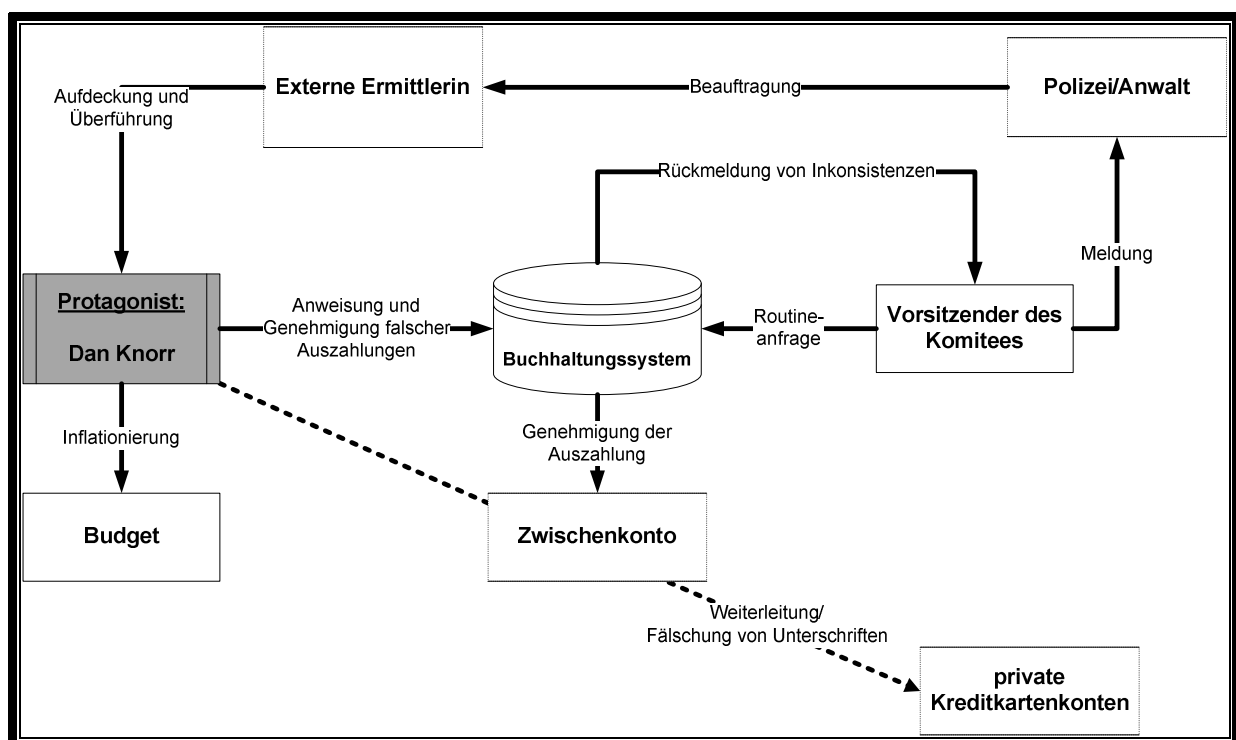 Externe Ermittlerin
Beauftragung
Polizei/Anwalt
Aufdeckung und
Überführung
Rückmeldung von Inkonsistenzen
Meldung
Protagonist:
Dan Knorr
Anweisung und
Genehmigung falscher
Auszahlungen
Buchhaltungssystem
Routine-
anfrage
Vorsitzender des
Komitees
Inflationierung
Genehmigung der
Auszahlung
Budget
Zwischenkonto
Weiterleitung/
Fälschung von Unterschriften
private
Kreditkartenkonten